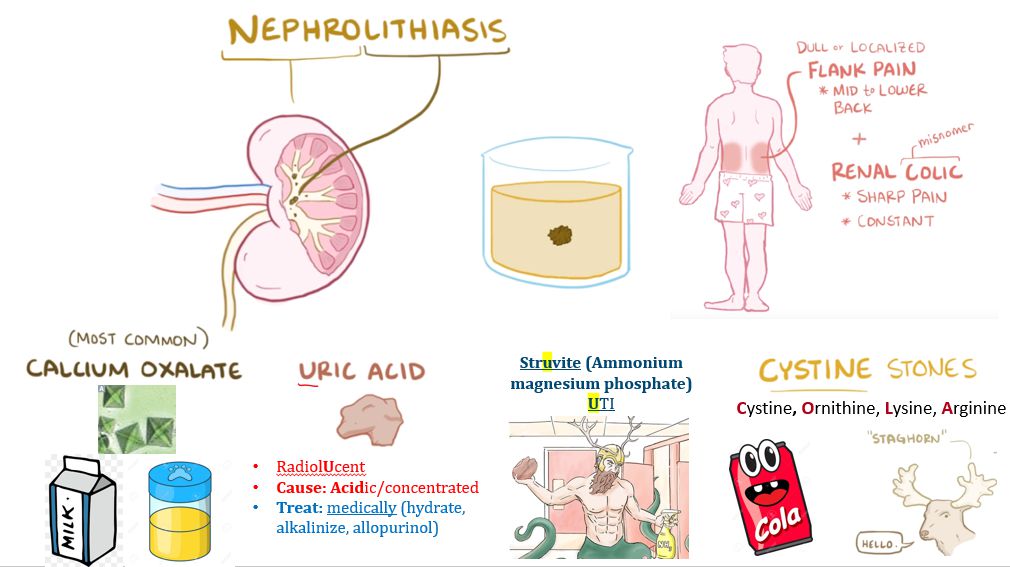 NEPHROLITHIASIS
DULL or LOCALIZED
FLANK PAIN
* MID to LOWER
BACK
+
misnomer
RENAL COLIC
* SHARP PAIN
* CONSTANT
(MOST COMMON)
CALCIUM OXALATE
A
MILK
URIC ACID
• RadiolUcent
• Cause: Acidic/concentrated
• Treat: medically (hydrate,
alkalinize, allopurinol)
Struvite (Ammonium
magnesium phosphate)
UTI
NH3
CYSTINE STONES
Cystine, Ornithine, Lysine, Arginine
"STAGHORN"
Cola
HELLO.